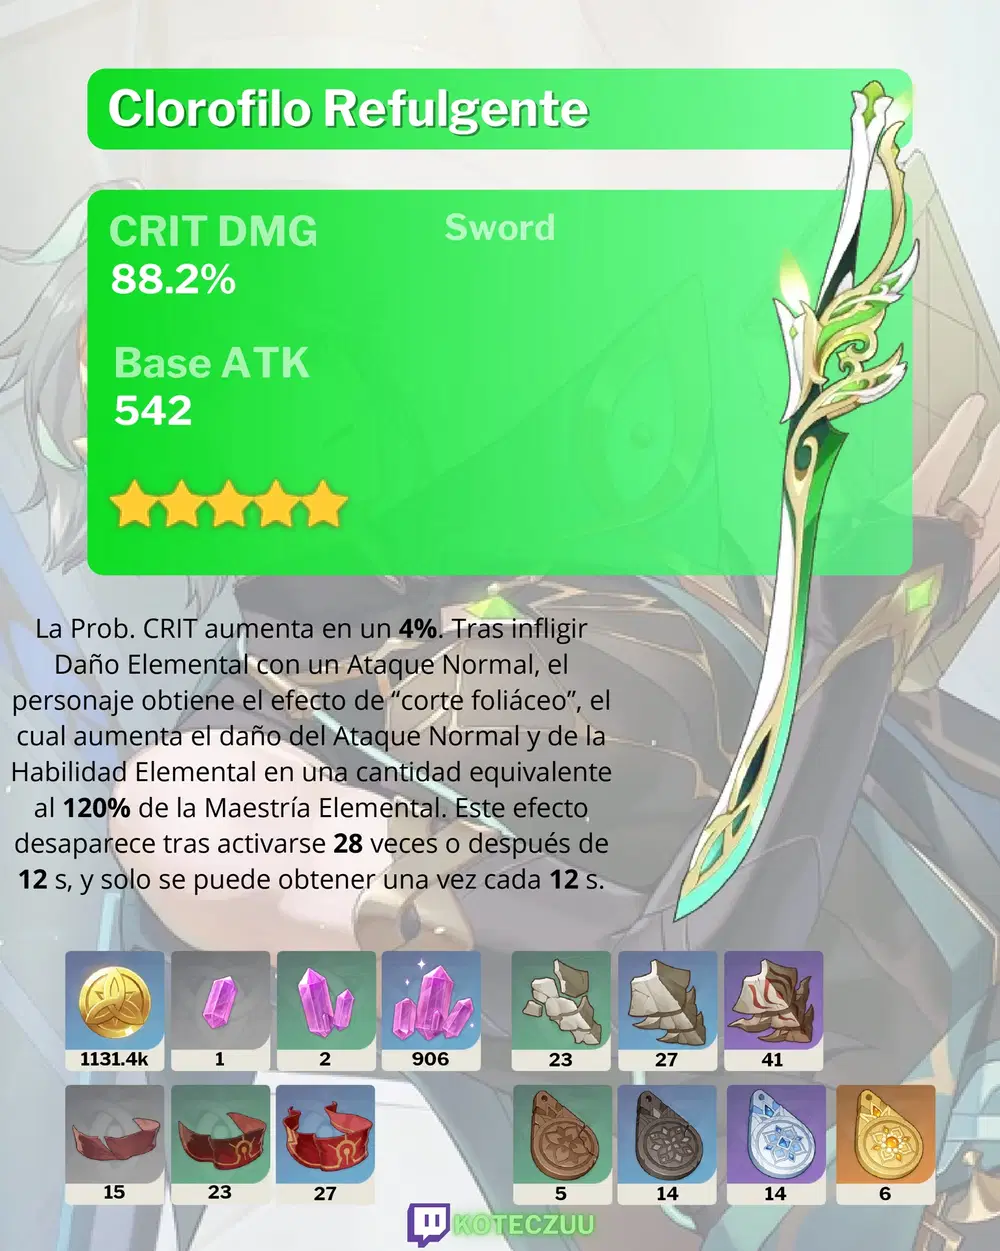 Clorofilo Refulgente
CRIT DMG
Sword
88.2%
Base ATK
542
La Prob. CRIT aumenta en un 4%. Tras infligir
Daño Elemental con un Ataque Normal, el
personaje obtiene el efecto de “corte foliáceo”, el
cual aumenta el daño del Ataque Normal y de la
Habilidad Elemental en una cantidad equivalente
al 120% de la Maestría Elemental. Este efecto
desaparece tras activarse 28 veces o después de
12 s, y solo se puede obtener una vez cada 12 s.
1131.4k 1 2 906 23 27 41
15 23 27 5 14 14 6
KOTECZUU